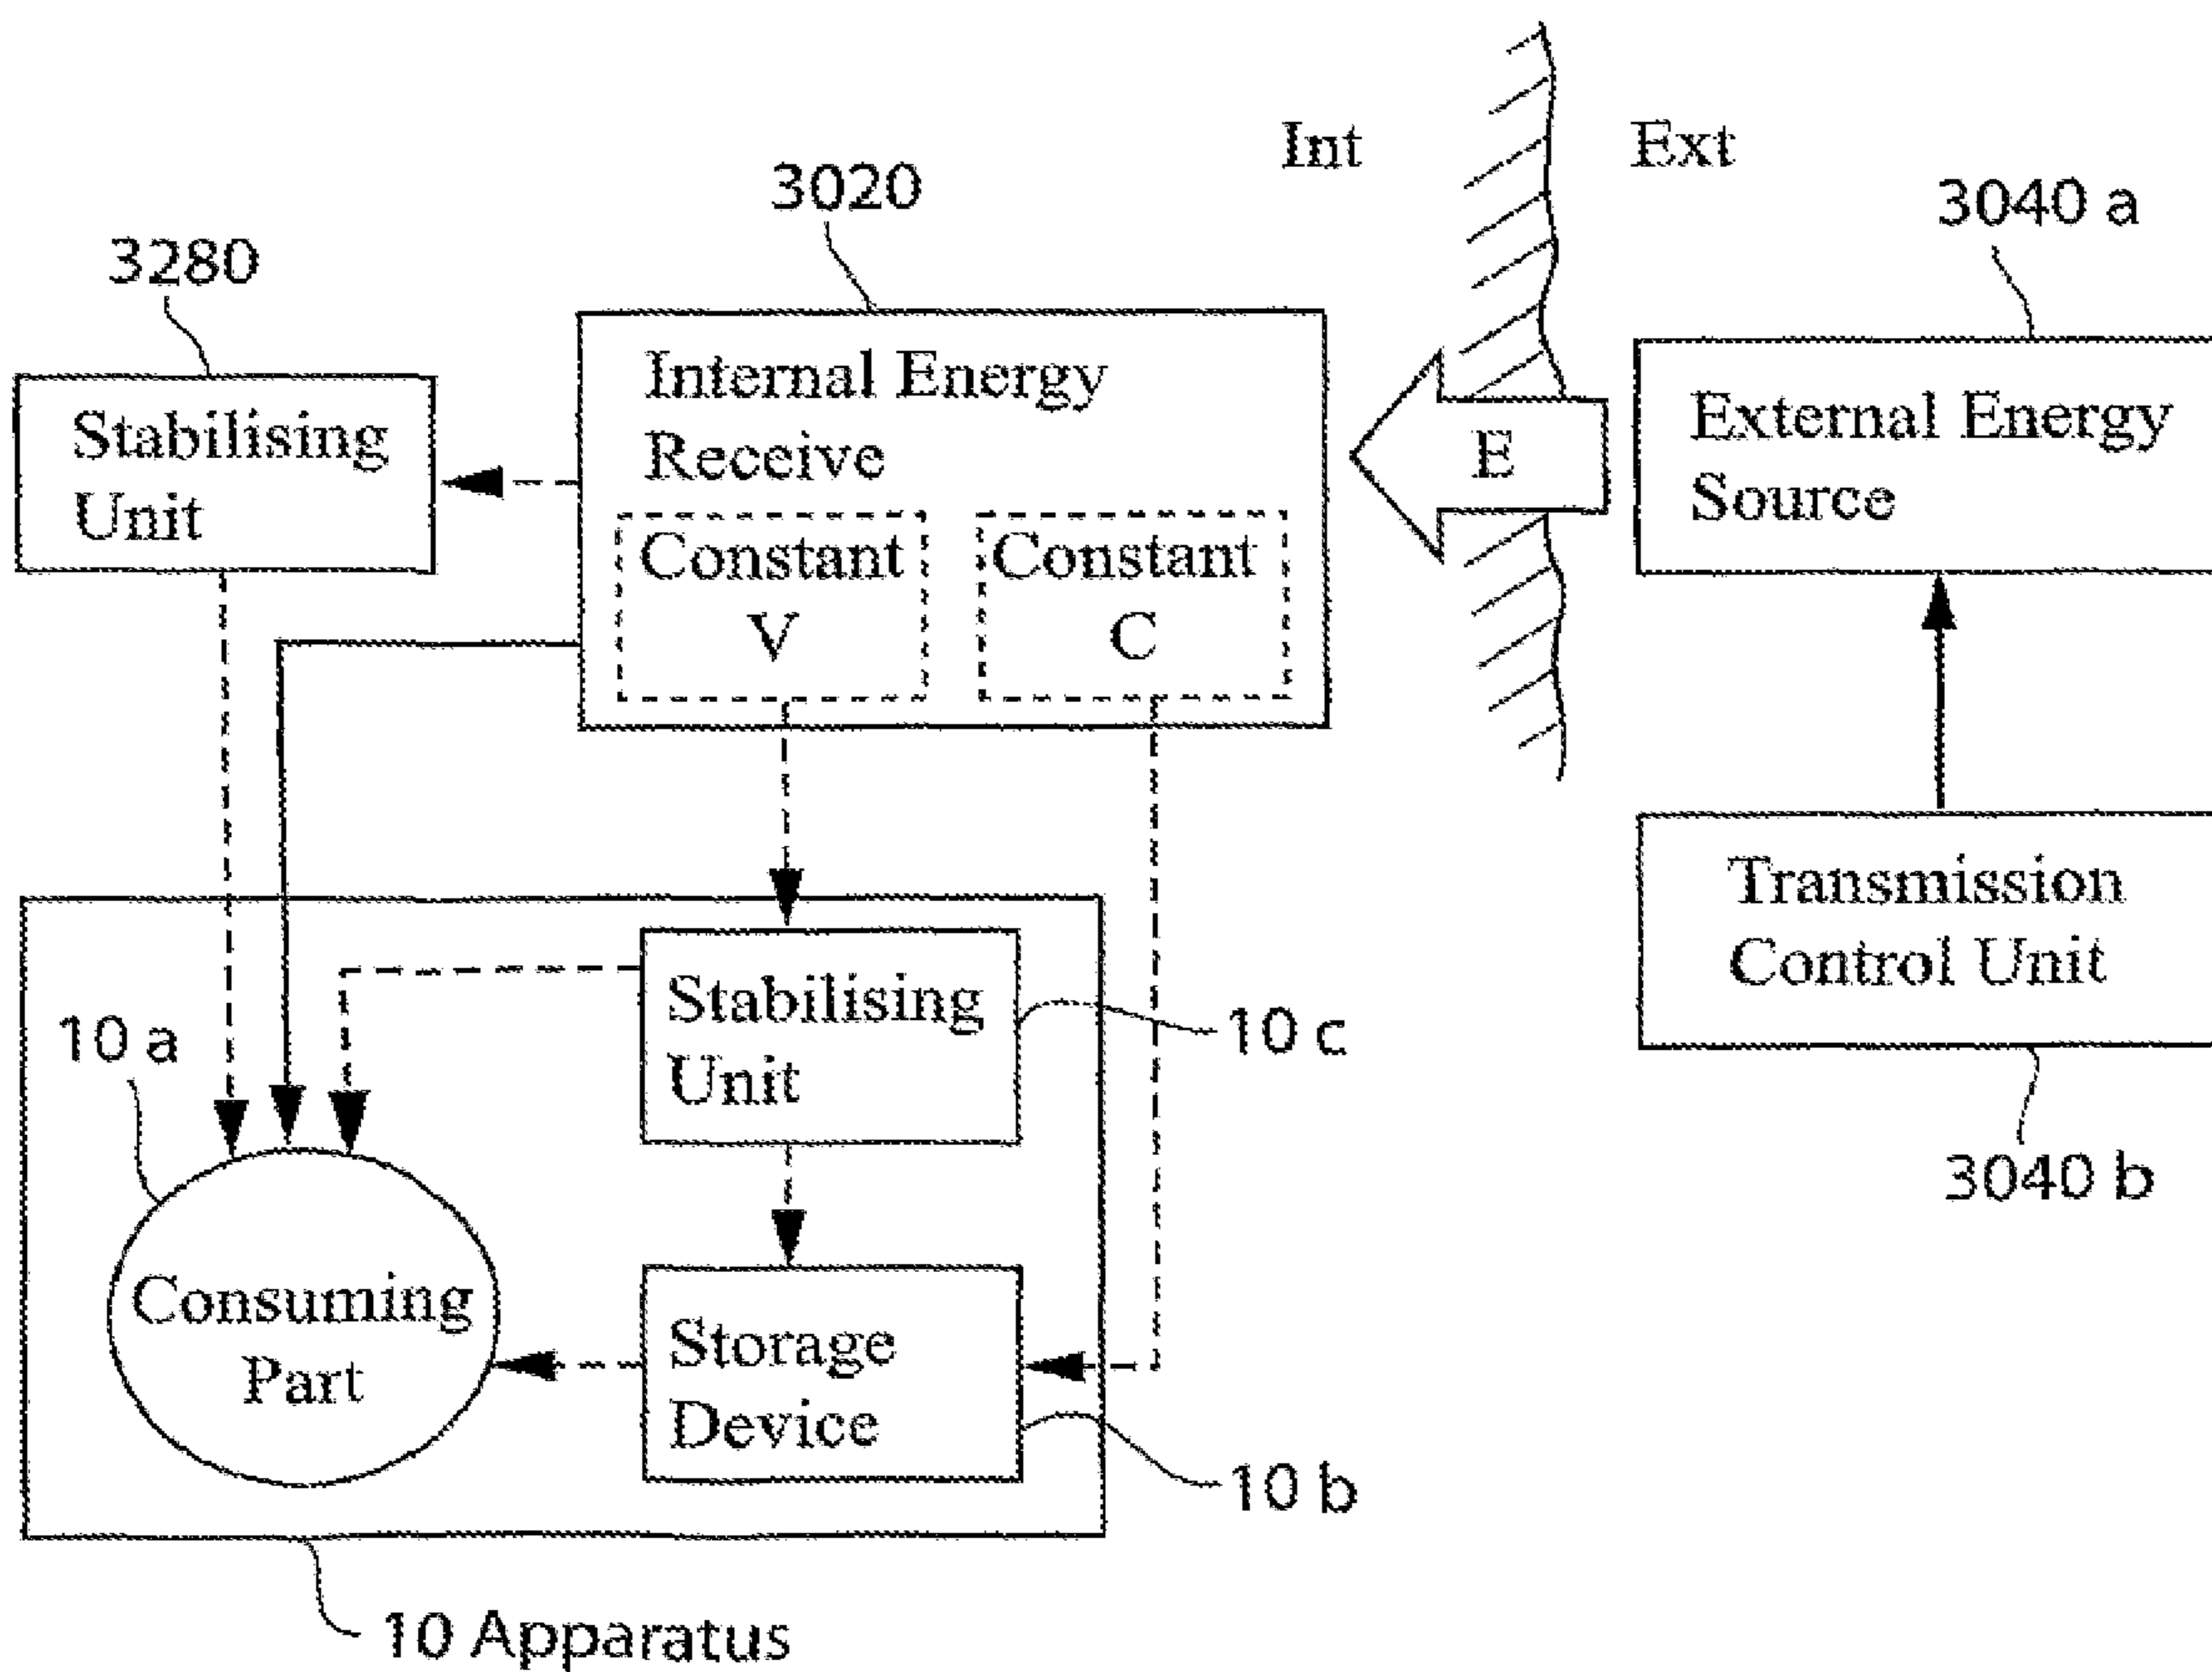 Int
Ext
3020
3040 a
3280
Internal Energy
Receive
Stabilising
Unit
External Energy
Source
E
Constant
V
Constant
C
Transmission
Control Unit
Stabilising
Unit
10 a
10 c
3040 b
Consuming
Part
Storage
Device
10 b
10 Apparatus